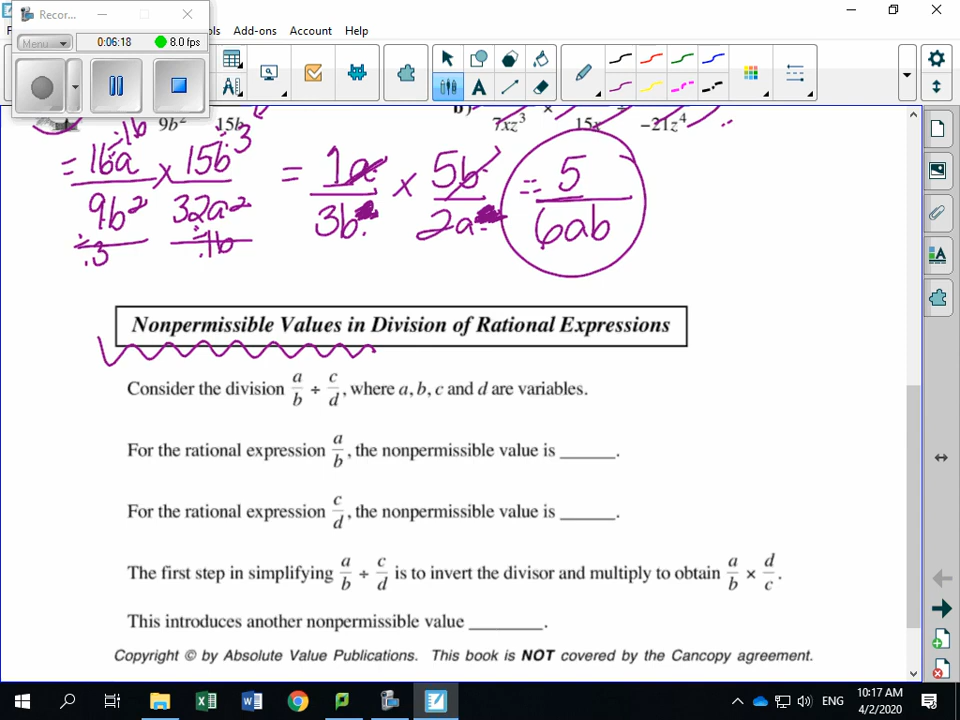 Recor...
Menu
0:06:18
8.0 fps
ols Add-ons Account Help
b)
9b² 15b
7xz³ × 15x −21z⁴
÷16 ÷3
= 16a/9b² × 15b/32a² = 1a/3b × 5b/2a = 5/6ab
÷3 ÷16
Nonpermissible Values in Division of Rational Expressions
Consider the division a/b ÷ c/d, where a, b, c and d are variables.
For the rational expression a/b, the nonpermissible value is ______.
For the rational expression c/d, the nonpermissible value is ______.
The first step in simplifying a/b ÷ c/d is to invert the divisor and multiply to obtain a/b × d/c.
This introduces another nonpermissible value ________.
Copyright © by Absolute Value Publications. This book is NOT covered by the Cancopy agreement.
ENG
10:17 AM
4/2/2020